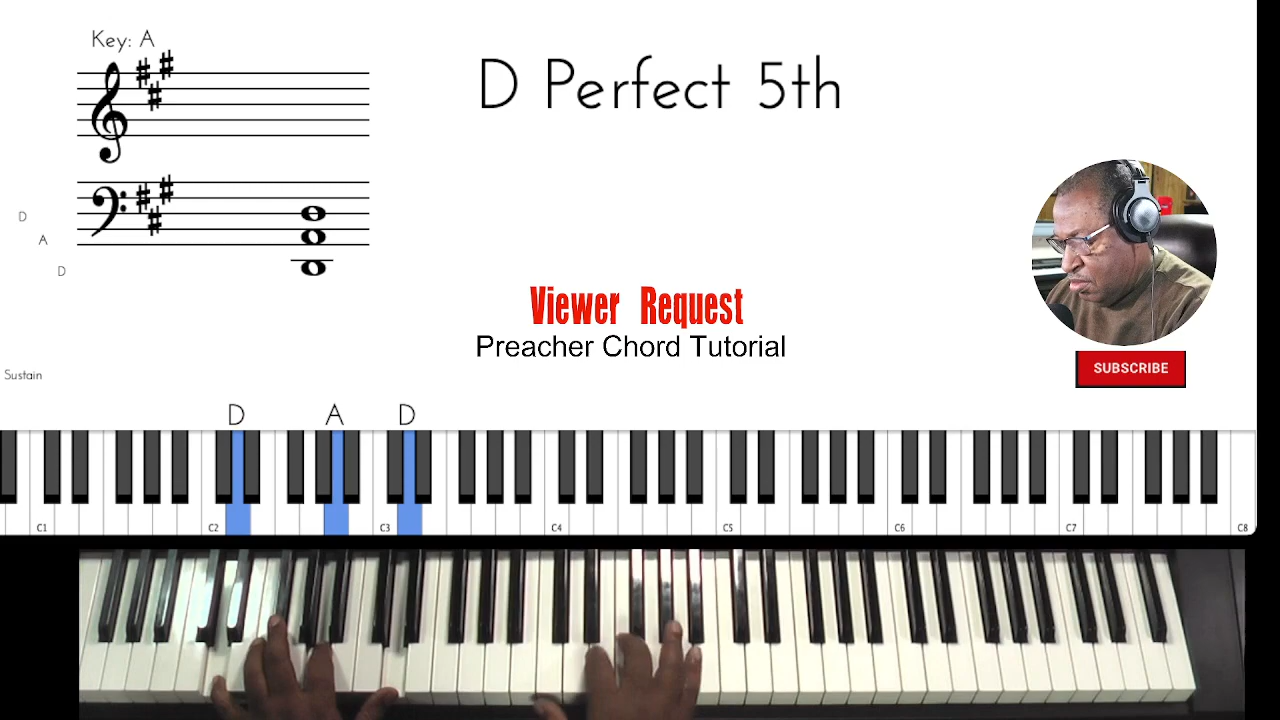 Key: A
D Perfect 5th
D
A
D
Viewer Request
Preacher Chord Tutorial
SUBSCRIBE
Sustain
D A D
C1 C2 C3 C4 C5 C6 C7 C8